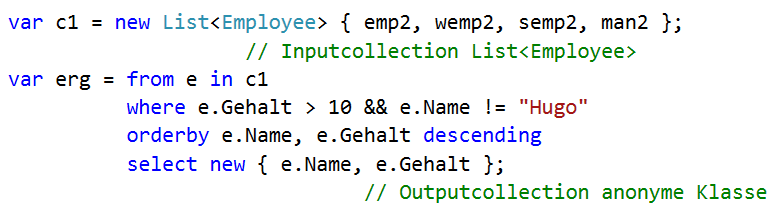 var c1 = new List<Employee> { emp2, wemp2, semp2, man2 };
// Inputcollection List<Employee>
var erg = from e in c1
where e.Gehalt > 10 && e.Name != "Hugo"
orderby e.Name, e.Gehalt descending
select new { e.Name, e.Gehalt };
// Outputcollection anonyme Klasse